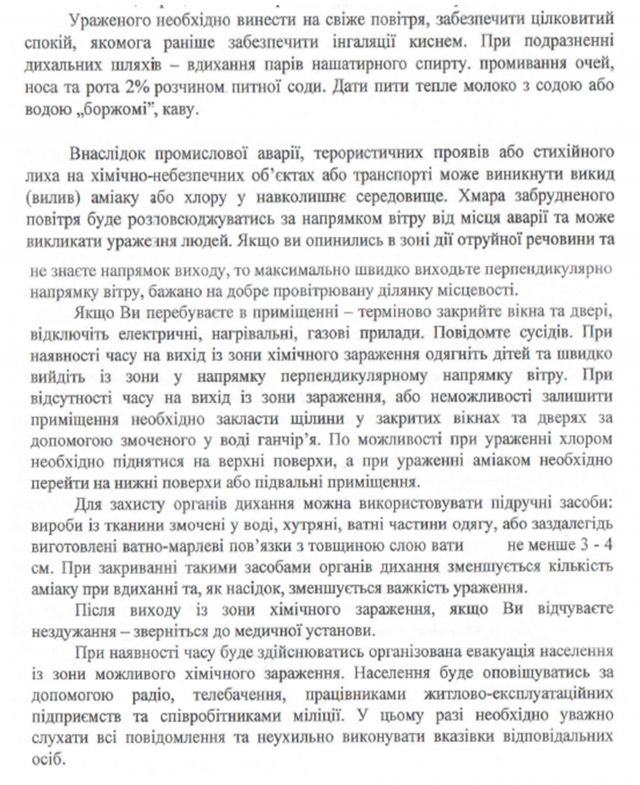 Ураженого необхідно винести на свіже повітря, забезпечити цілковитий
спокій, якомога раніше забезпечити інгаляції киснем. При подразненні
дихальних шляхів – вдихання парів нашатирного спирту. промивання очей,
носа та рота 2% розчином питної соди. Дати пити тепле молоко з содою або
водою „боржомі”, каву.
Внаслідок промислової аварії, терористичних проявів або стихійного
лиха на хімічно-небезпечних об’єктах або транспорті може виникнути викид
(вилив) аміаку або хлору у навколишнє середовище. Хмара забрудненого
повітря буде розповсюджуватись за напрямком вітру від місця аварії та може
викликати ураження людей. Якщо ви опинились в зоні дії отруйної речовини та
не знаєте напрямок виходу, то максимально швидко виходьте перпендикулярно
напрямку вітру, бажано на добре провітрювану ділянку місцевості.
Якщо Ви перебуваєте в приміщенні – терміново закрийте вікна та двері,
відключіть електричні, нагрівальні, газові прилади. Повідомте сусідів. При
наявності часу на вихід із зони хімічного зараження одягніть дітей та швидко
вийдіть із зони у напрямку перпендикулярному напрямку вітру. При
відсутності часу на вихід із зони зараження, або неможливості залишити
приміщення необхідно закласти щілини у закритих вікнах та дверях за
допомогою змоченого у воді ганчір’я. По можливості при ураженні хлором
необхідно піднятися на верхні поверхи, а при ураженні аміаком необхідно
перейти на нижні поверхи або підвальні приміщення.
Для захисту органів дихання можна використовувати підручні засоби:
вироби із тканини змочені у воді, хутряні, ватні частини одягу, або заздалегідь
виготовлені ватно-марлеві пов’язки з товщиною слою вати не менше 3 - 4
см. При закриванні такими засобами органів дихання зменшується кількість
аміаку при вдиханні та, як насідок, зменшується важкість ураження.
Після виходу із зони хімічного зараження, якщо Ви відчуваєте
нездужання – зверніться до медичної установи.
При наявності часу буде здійснюватись організована евакуація населення
із зони можливого хімічного зараження. Населення буде оповіщуватись за
допомогою радіо, телебачення, працівниками житлово-експлуатаційних
підприємств та співробітниками міліції. У цьому разі необхідно уважно
слухати всі повідомлення та неухильно виконувати вказівки відповідальних
осіб.